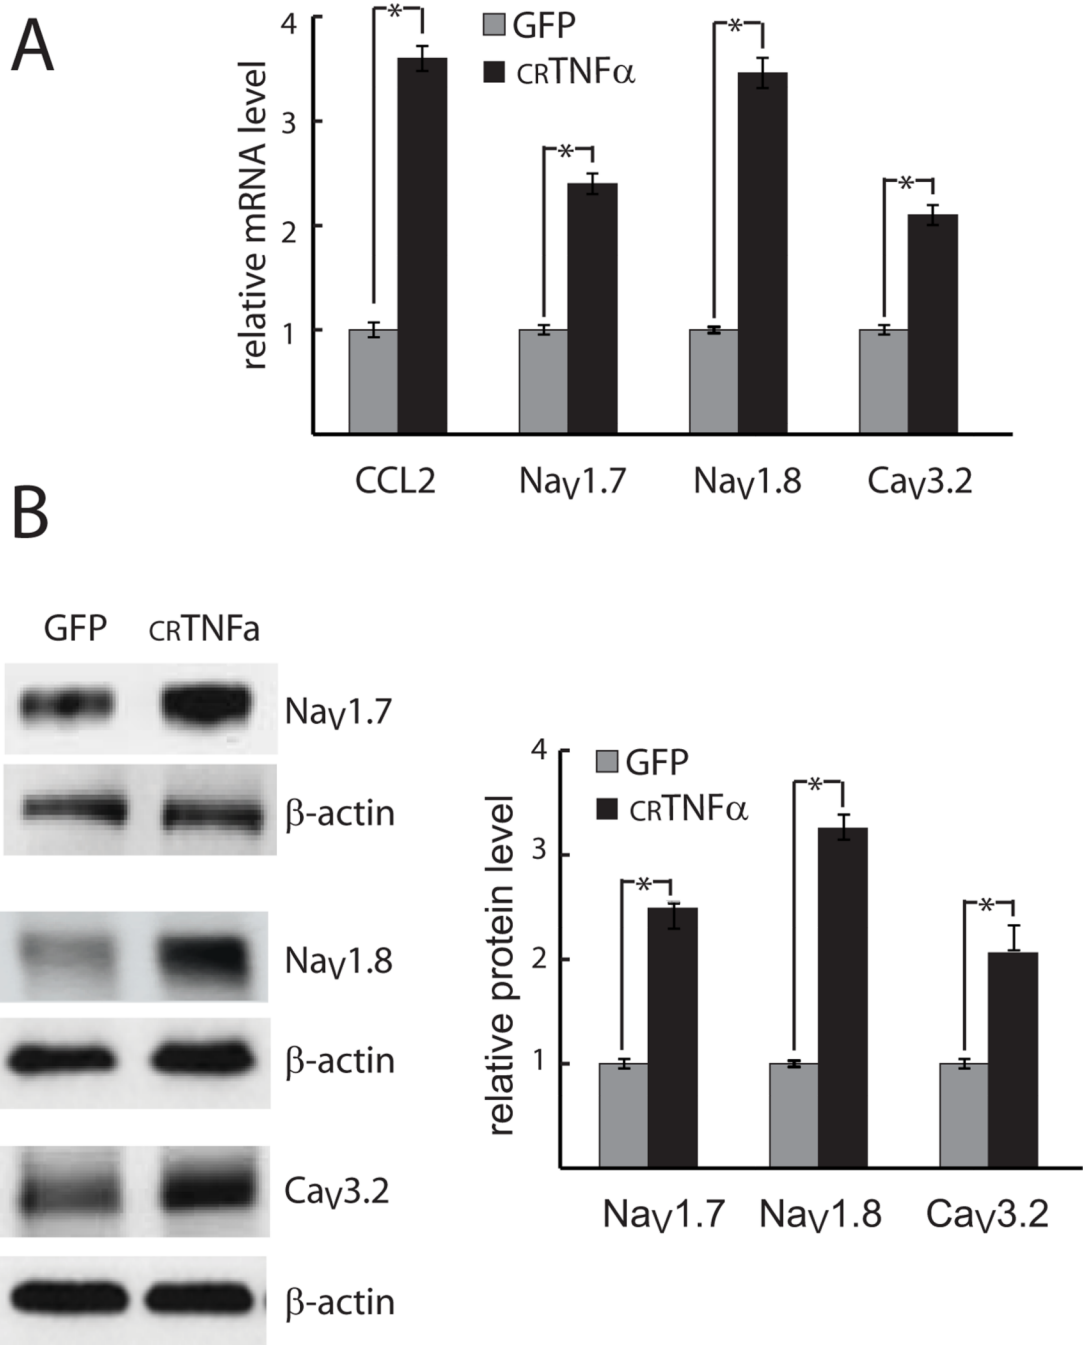 A
4
3
2
1
relative mRNA level
*
*
*
*
GFP
CRTNFα
CCL2
NaV1.7
NaV1.8
CaV3.2
B
GFP
CRTNFa
NaV1.7
β-actin
NaV1.8
β-actin
CaV3.2
β-actin
4
3
2
1
relative protein level
GFP
CRTNFα
*
*
*
NaV1.7
NaV1.8
CaV3.2